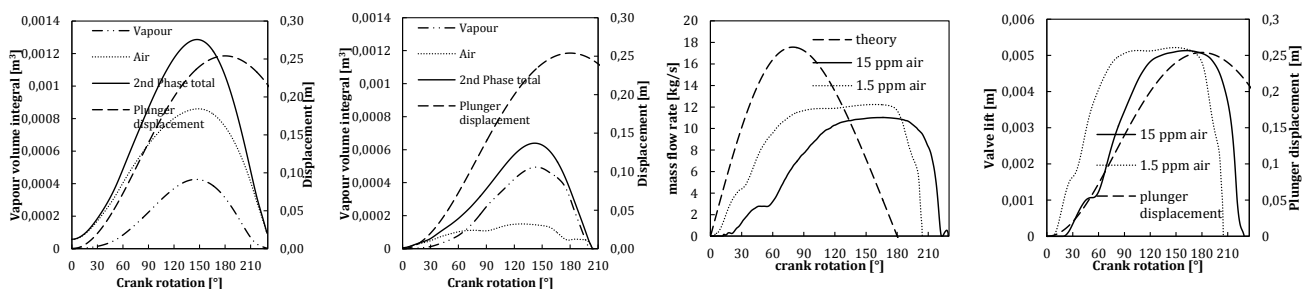 0,0014
0,0012
0,001
0,0008
0,0006
0,0004
0,0002
0
Vapour volume integral [m³]
Vapour
Air
2nd Phase total
Plunger
displacement
0,30
0,25
0,20
0,15
0,10
0,05
0,00
Displacement [m]
0 30 60 90 120 150 180 210
Crank rotation [°]
0,0014
0,0012
0,001
0,0008
0,0006
0,0004
0,0002
0
Vapour volume integral [m³]
Vapour
Air
2nd Phase total
Plunger
displacement
0,30
0,25
0,20
0,15
0,10
0,05
0,00
Displacement [m]
0 30 60 90 120 150 180 210
Crank rotation [°]
20
18
16
14
12
10
8
6
4
2
0
mass flow rate [kg/s]
theory
15 ppm air
1.5 ppm air
0 30 60 90 120 150 180 210
crank rotation [°]
0,006
0,005
0,004
0,003
0,002
0,001
0
Valve lift [m]
15 ppm air
1.5 ppm air
plunger
displacement
0,3
0,25
0,2
0,15
0,1
0,05
0
Plunger displacement [m]
0 30 60 90 120 150 180 210
Crank rotation [°]